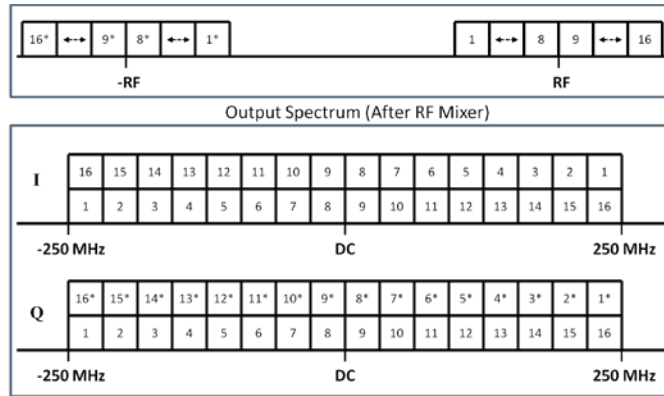 16* 9* 8* 1* 1 8 9 16
-RF RF
Output Spectrum (After RF Mixer)
I
16 15 14 13 12 11 10 9 8 7 6 5 4 3 2 1
1 2 3 4 5 6 7 8 9 10 11 12 13 14 15 16
-250 MHz DC 250 MHz
Q
16* 15* 14* 13* 12* 11* 10* 9* 8* 7* 6* 5* 4* 3* 2* 1*
1 2 3 4 5 6 7 8 9 10 11 12 13 14 15 16
-250 MHz DC 250 MHz